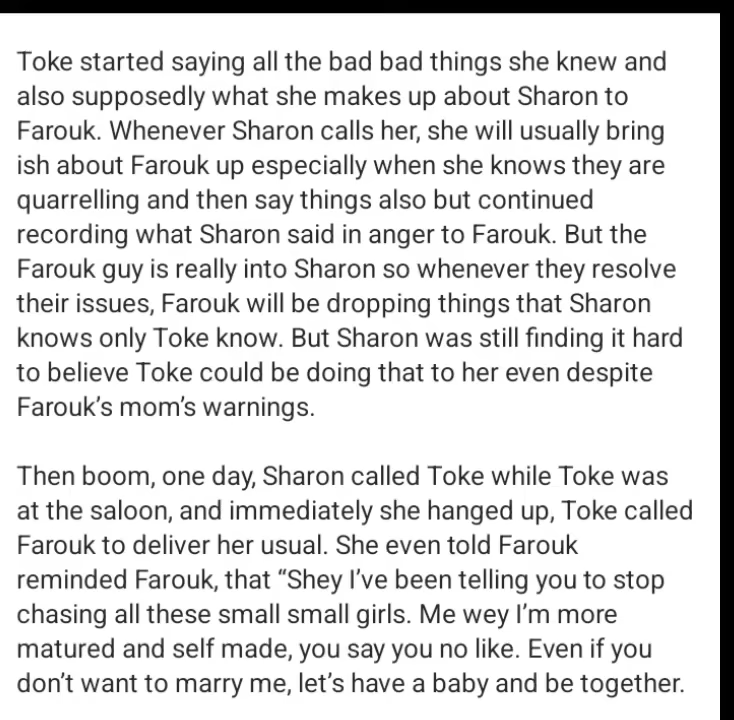 Toke started saying all the bad bad things she knew and
also supposedly what she makes up about Sharon to
Farouk. Whenever Sharon calls her, she will usually bring
ish about Farouk up especially when she knows they are
quarrelling and then say things also but continued
recording what Sharon said in anger to Farouk. But the
Farouk guy is really into Sharon so whenever they resolve
their issues, Farouk will be dropping things that Sharon
knows only Toke know. But Sharon was still finding it hard
to believe Toke could be doing that to her even despite
Farouk’s mom’s warnings.
Then boom, one day, Sharon called Toke while Toke was
at the saloon, and immediately she hanged up, Toke called
Farouk to deliver her usual. She even told Farouk
reminded Farouk, that “Shey I’ve been telling you to stop
chasing all these small small girls. Me wey I’m more
matured and self made, you say you no like. Even if you
don’t want to marry me, let’s have a baby and be together.